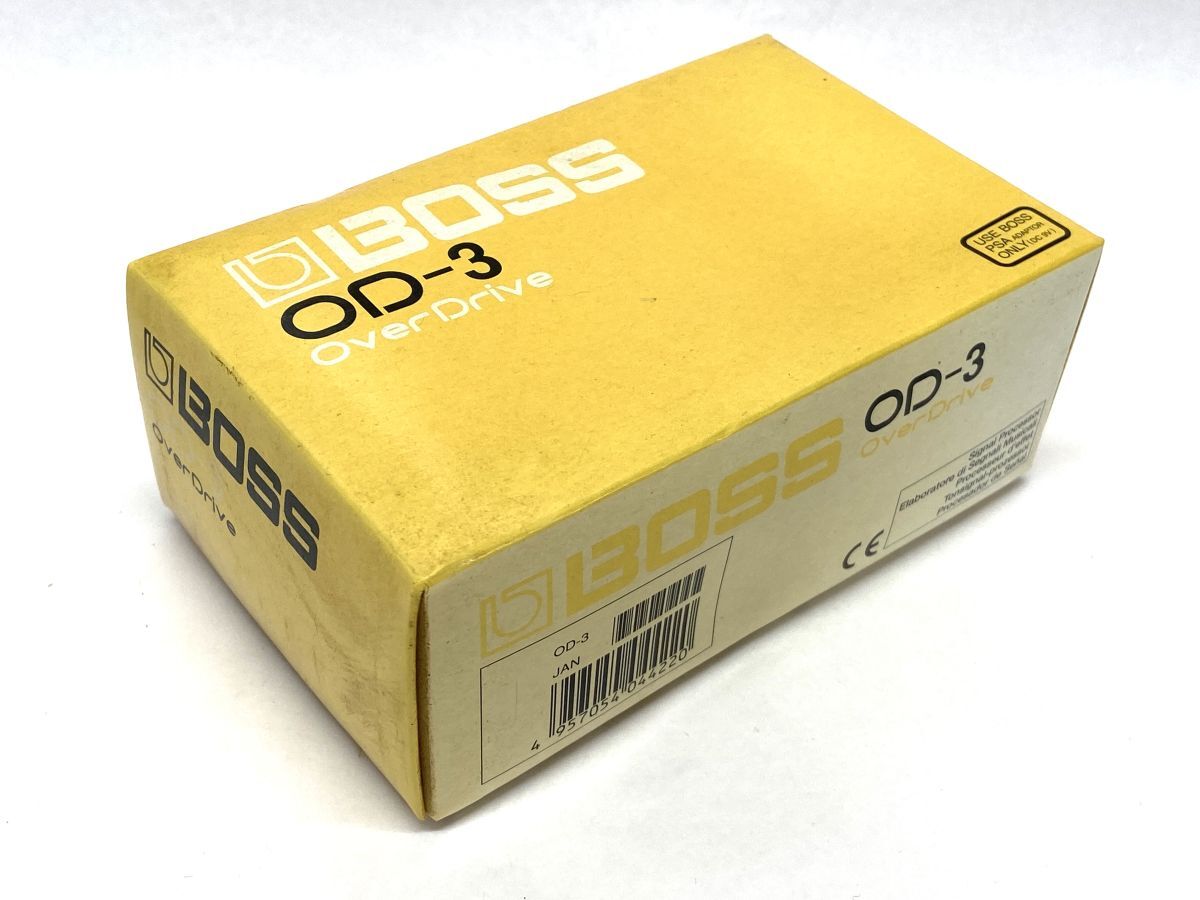 BOSS
OD-3
OverDrive
USE BOSS
PSA ADAPTOR
ONLY (DC 9V)
BOSS
OverDrive
BOSS
OD-3
OverDrive
Signal Processor
Elaboratore di Segnali Musicali
Processeur d'effet
Tonsignal-prozessor
Procesador de Señal
CE
OD-3
JAN
4 957054 044220